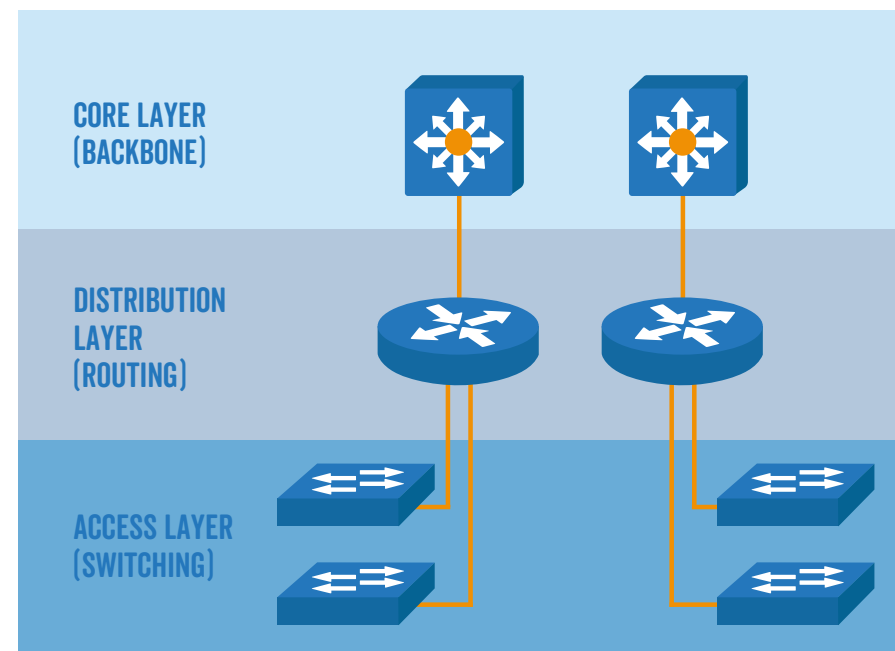 CORE LAYER
(BACKBONE)
DISTRIBUTION
LAYER
(ROUTING)
ACCESS LAYER
(SWITCHING)